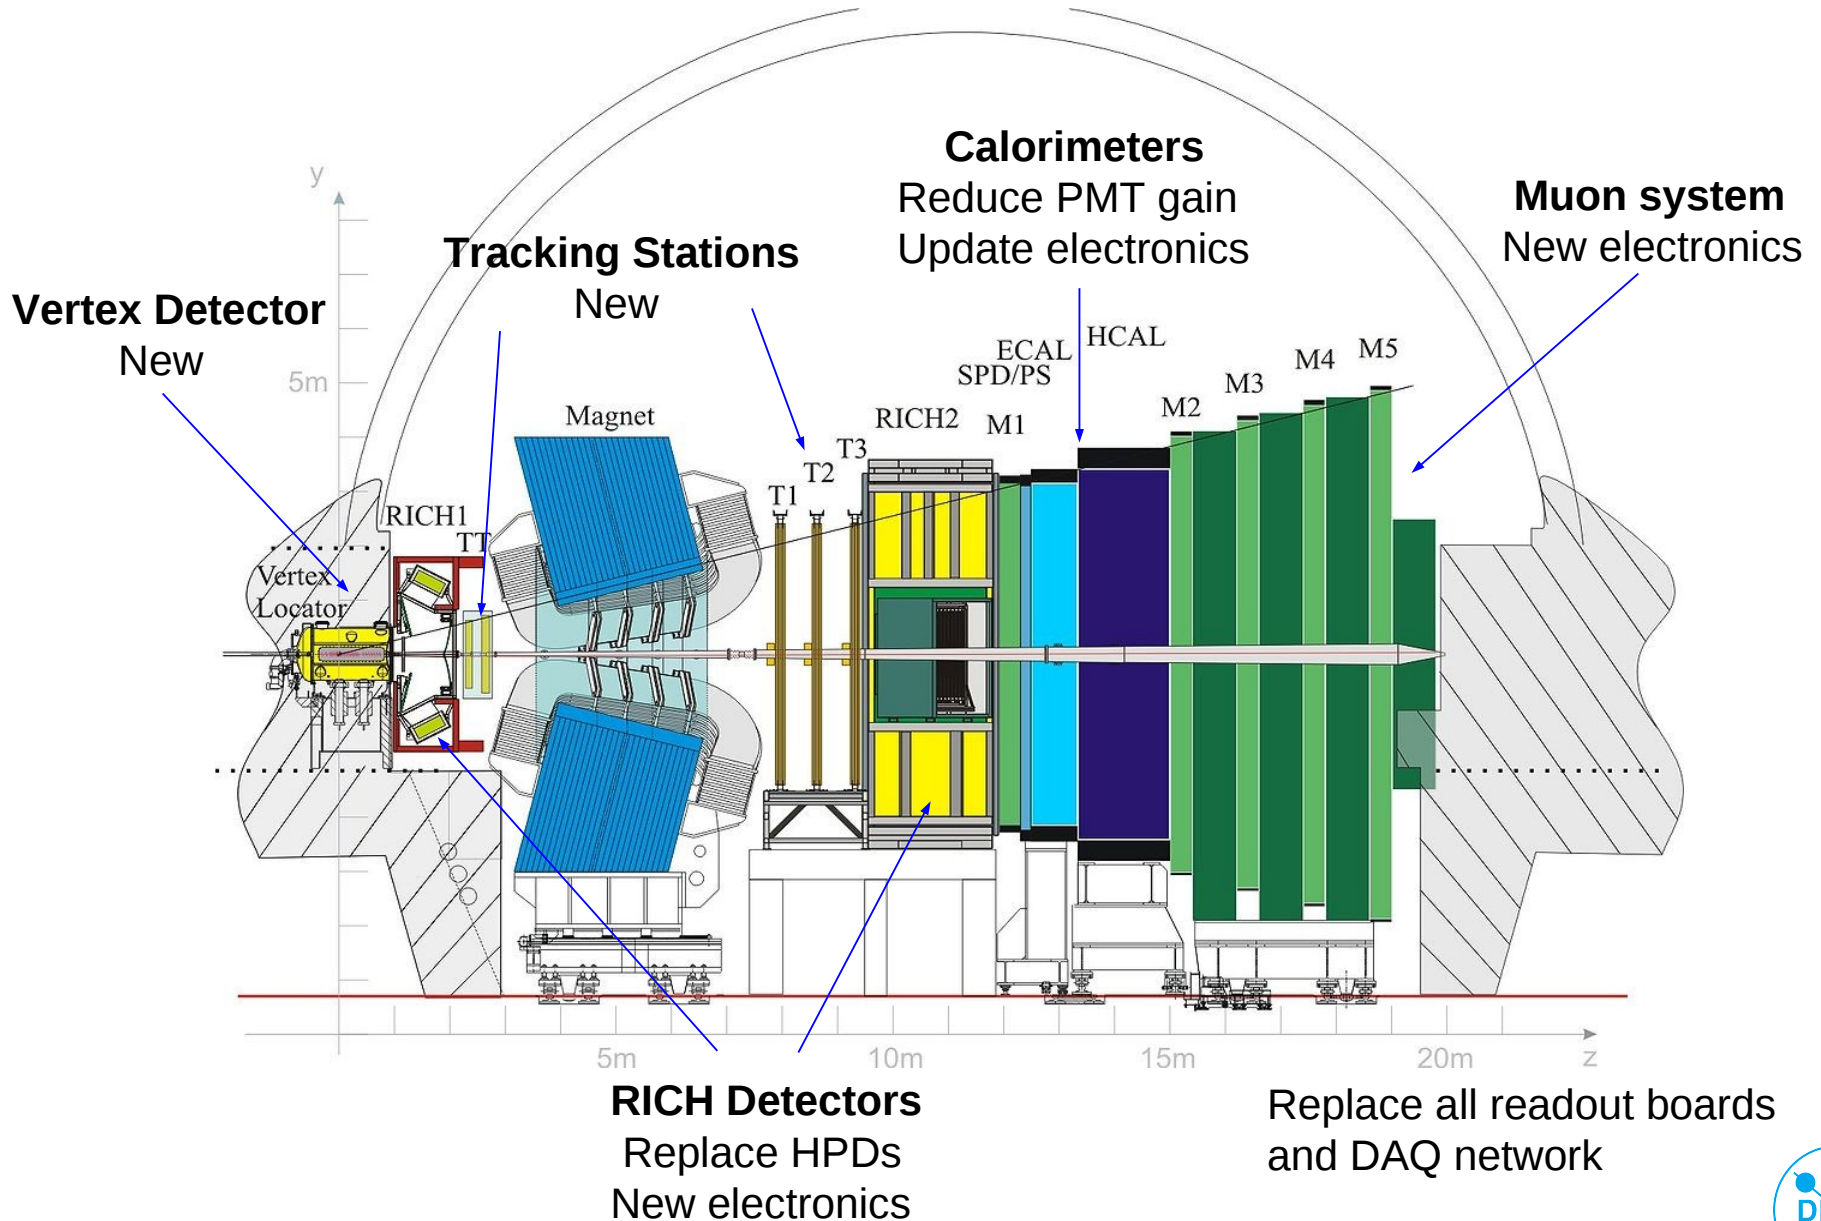 Calorimeters
Reduce PMT gain
Update electronics
Muon system
New electronics
Tracking Stations
New
Vertex Detector
New
y
5m
ECAL
HCAL
SPD/PS
M1
M2
M3
M4
M5
Magnet
RICH2
T3
T2
T1
RICH1
TT
Vertex
Locator
5m
10m
15m
20m
z
RICH Detectors
Replace HPDs
New electronics
Replace all readout boards
and DAQ network